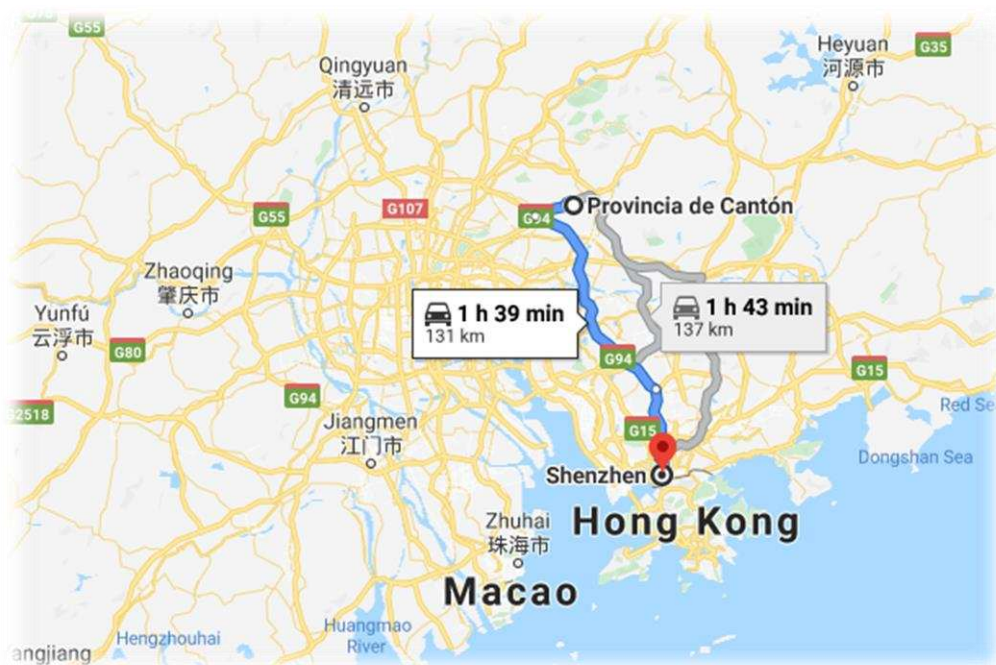 G55
Heyuan
河源市
G35
Qingyuan
清远市
G55
G107
G94
Provincia de Cantón
Zhaoqing
肇庆市
1 h 39 min
131 km
1 h 43 min
137 km
Yunfú
云浮市
G80
G94
G15
G94
G2518
Jiangmen
江门市
G15
Red Se
Dongshan Sea
Shenzhen
Hong Kong
Zhuhai
珠海市
Macao
Huangmao
River
Hengzhouhai
angjiang